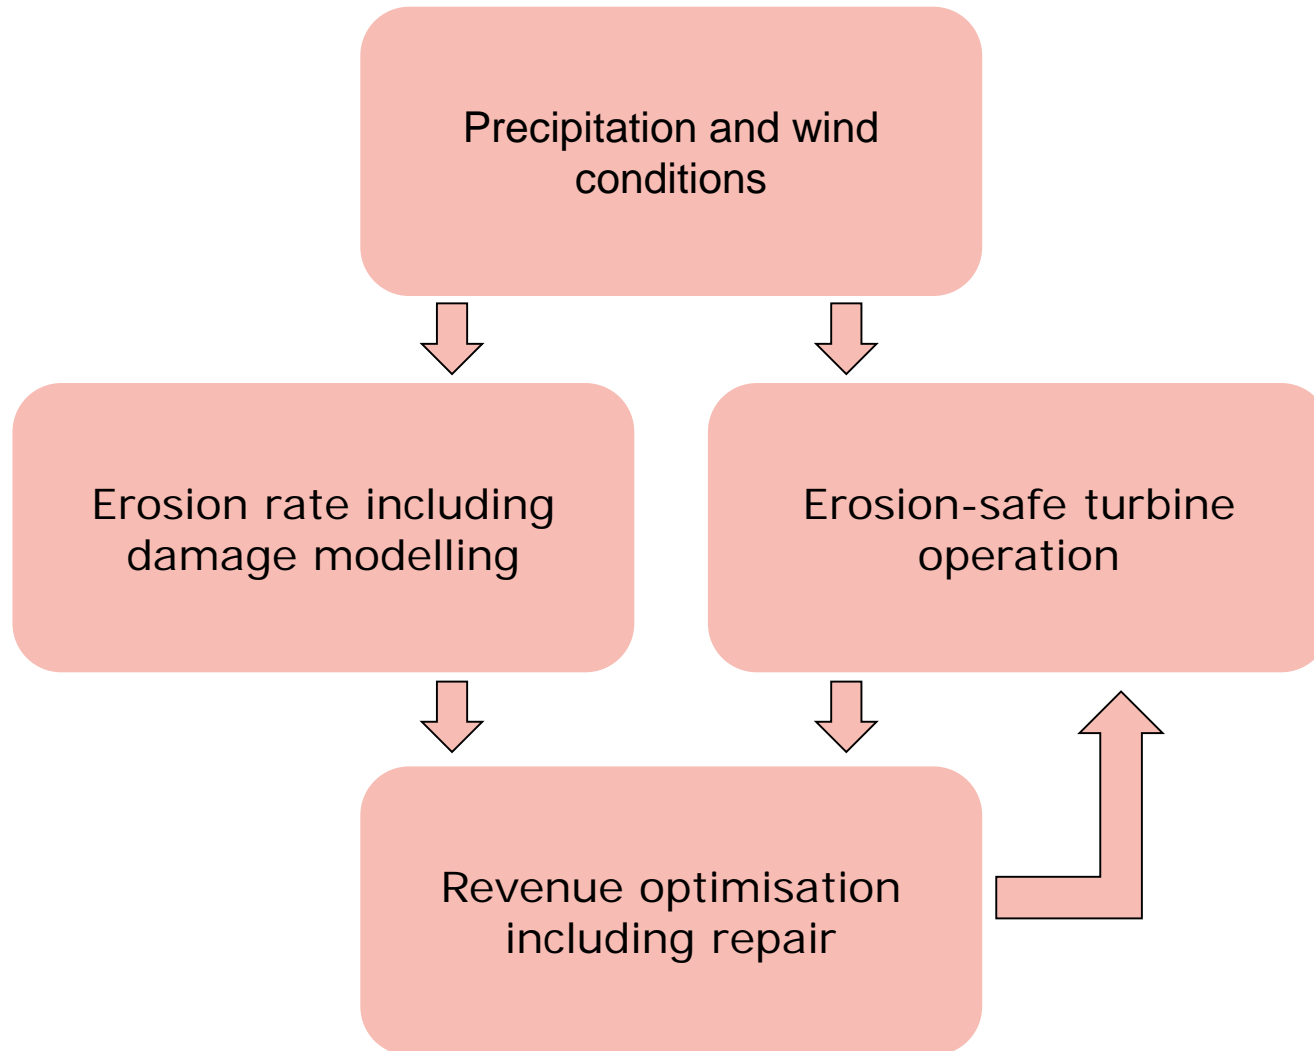 Precipitation and wind
conditions
Erosion rate including
damage modelling
Erosion-safe turbine
operation
Revenue optimisation
including repair